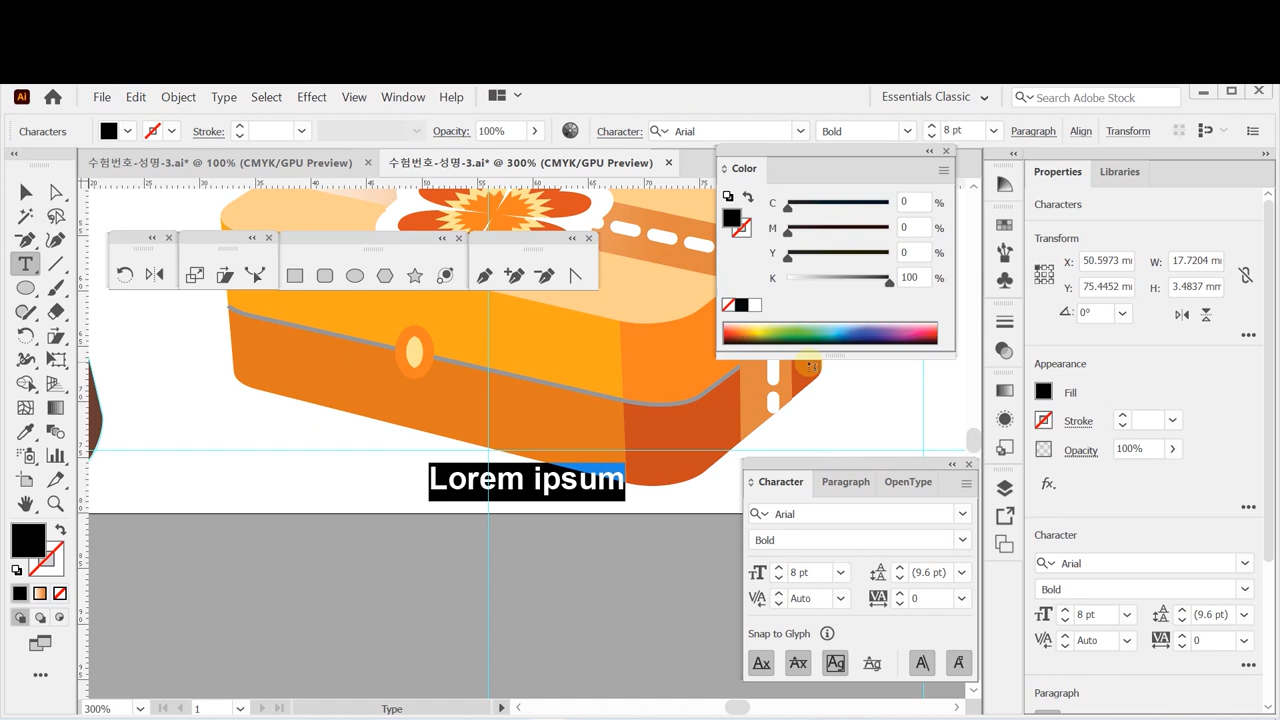 Ai File Edit Object Type Select Effect View Window Help Essentials Classic Search Adobe Stock
Characters Stroke: Opacity: 100% Character: Arial Bold 8 pt Paragraph Align Transform
수험번호-성명-3.ai* @ 100% (CMYK/GPU Preview) × 수험번호-성명-3.ai* @ 300% (CMYK/GPU Preview) ×
Color
C 0 %
M 0 %
Y 0 %
K 100 %
Lorem ipsum
Character Paragraph OpenType
Arial
Bold
8 pt (9.6 pt)
Auto 0
Snap to Glyph
Properties Libraries
Characters
Transform
X: 50.5973 mm W: 17.7204 m
Y: 75.4452 mm H: 3.4837 m
0°
Appearance
Fill
Stroke
Opacity 100%
fx.
Character
Arial
Bold
8 pt (9.6 pt)
Auto 0
Paragraph
300% 1 Type